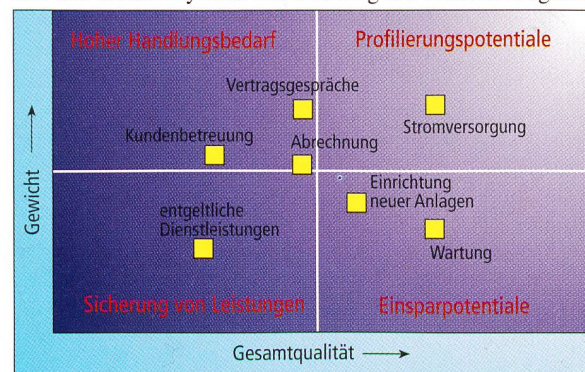 Hoher Handlungsbedarf
Profilierungspotentiale
Vertragsgespräche
Stromversorgung
Kundenbetreuung
Abrechnung
Einrichtung
neuer Anlagen
entgeltliche
Dienstleistungen
Wartung
Sicherung von Leistungen
Einsparpotentiale
Gewicht
Gesamtqualität